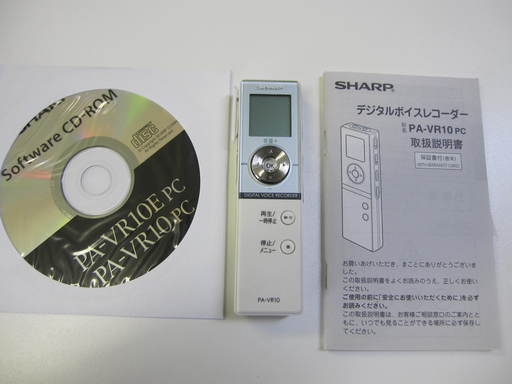 SHARP
Software CD-ROM
disc
PA-VR10E PC
PA-VR10 PC
DIGITAL VOICE RECORDER
再生/
一時停止
停止/
メニュー
PA-VR10
SHARP
デジタルボイスレコーダー
形名 PA-VR10 PC
取扱説明書
保証書付(巻末)
WITH WARRANTY CARD
お買いあげいただき、まことにありがとうございま
した。
この取扱説明書をよくお読みのうえ、正しくお使い
ください。
ご使用の前に「安全にお使いいただくために」を必ず
お読みください。
この取扱説明書は、お客様ご相談窓口のご案内とと
もに、いつでも見ることができる場所に必ず保存し
てください。